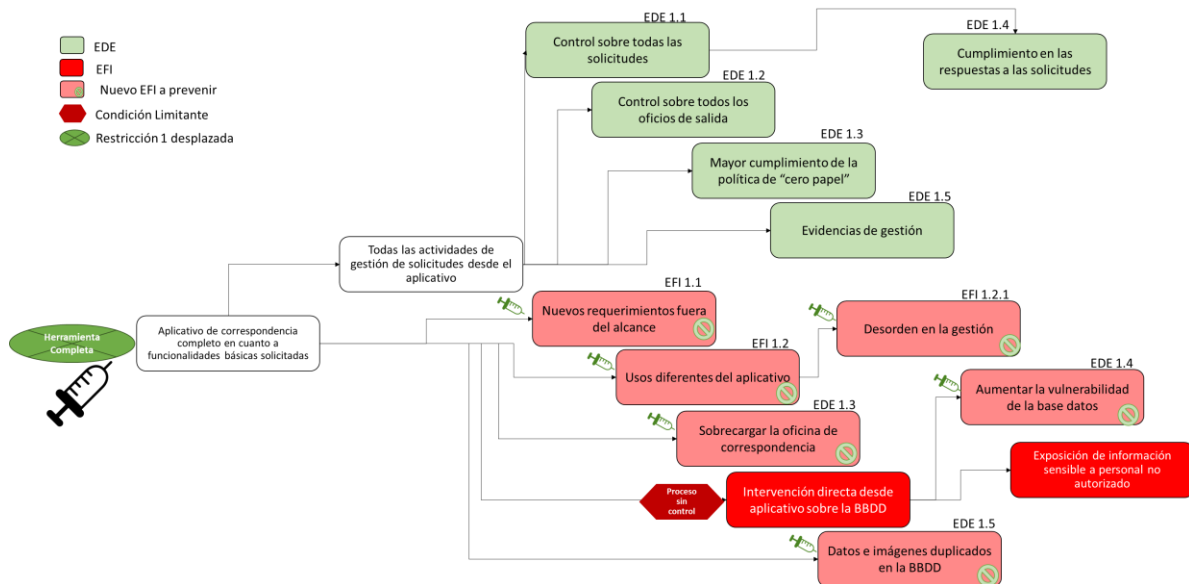 EDE
EFI
Nuevo EFI a prevenir
Condición Limitante
Restricción 1 desplazada
EDE 1.1
Control sobre todas las
solicitudes
EDE 1.4
Cumplimiento en las
respuestas a las solicitudes
EDE 1.2
Control sobre todos los
oficios de salida
EDE 1.3
Mayor cumplimiento de la
política de “cero papel”
EDE 1.5
Evidencias de gestión
Todas las actividades de
gestión de solicitudes desde el
aplicativo
Herramienta
Completa
Aplicativo de correspondencia
completo en cuanto a
funcionalidades básicas solicitadas
EFI 1.1
Nuevos requerimientos fuera
del alcance
EFI 1.2.1
Desorden en la gestión
EFI 1.2
Usos diferentes del aplicativo
EDE 1.4
Aumentar la vulnerabilidad
de la base datos
EDE 1.3
Sobrecargar la oficina de
correspondencia
Exposición de información
sensible a personal no
autorizado
Proceso
sin
control
Intervención directa desde
aplicativo sobre la BBDD
EDE 1.5
Datos e imágenes duplicados
en la BBDD